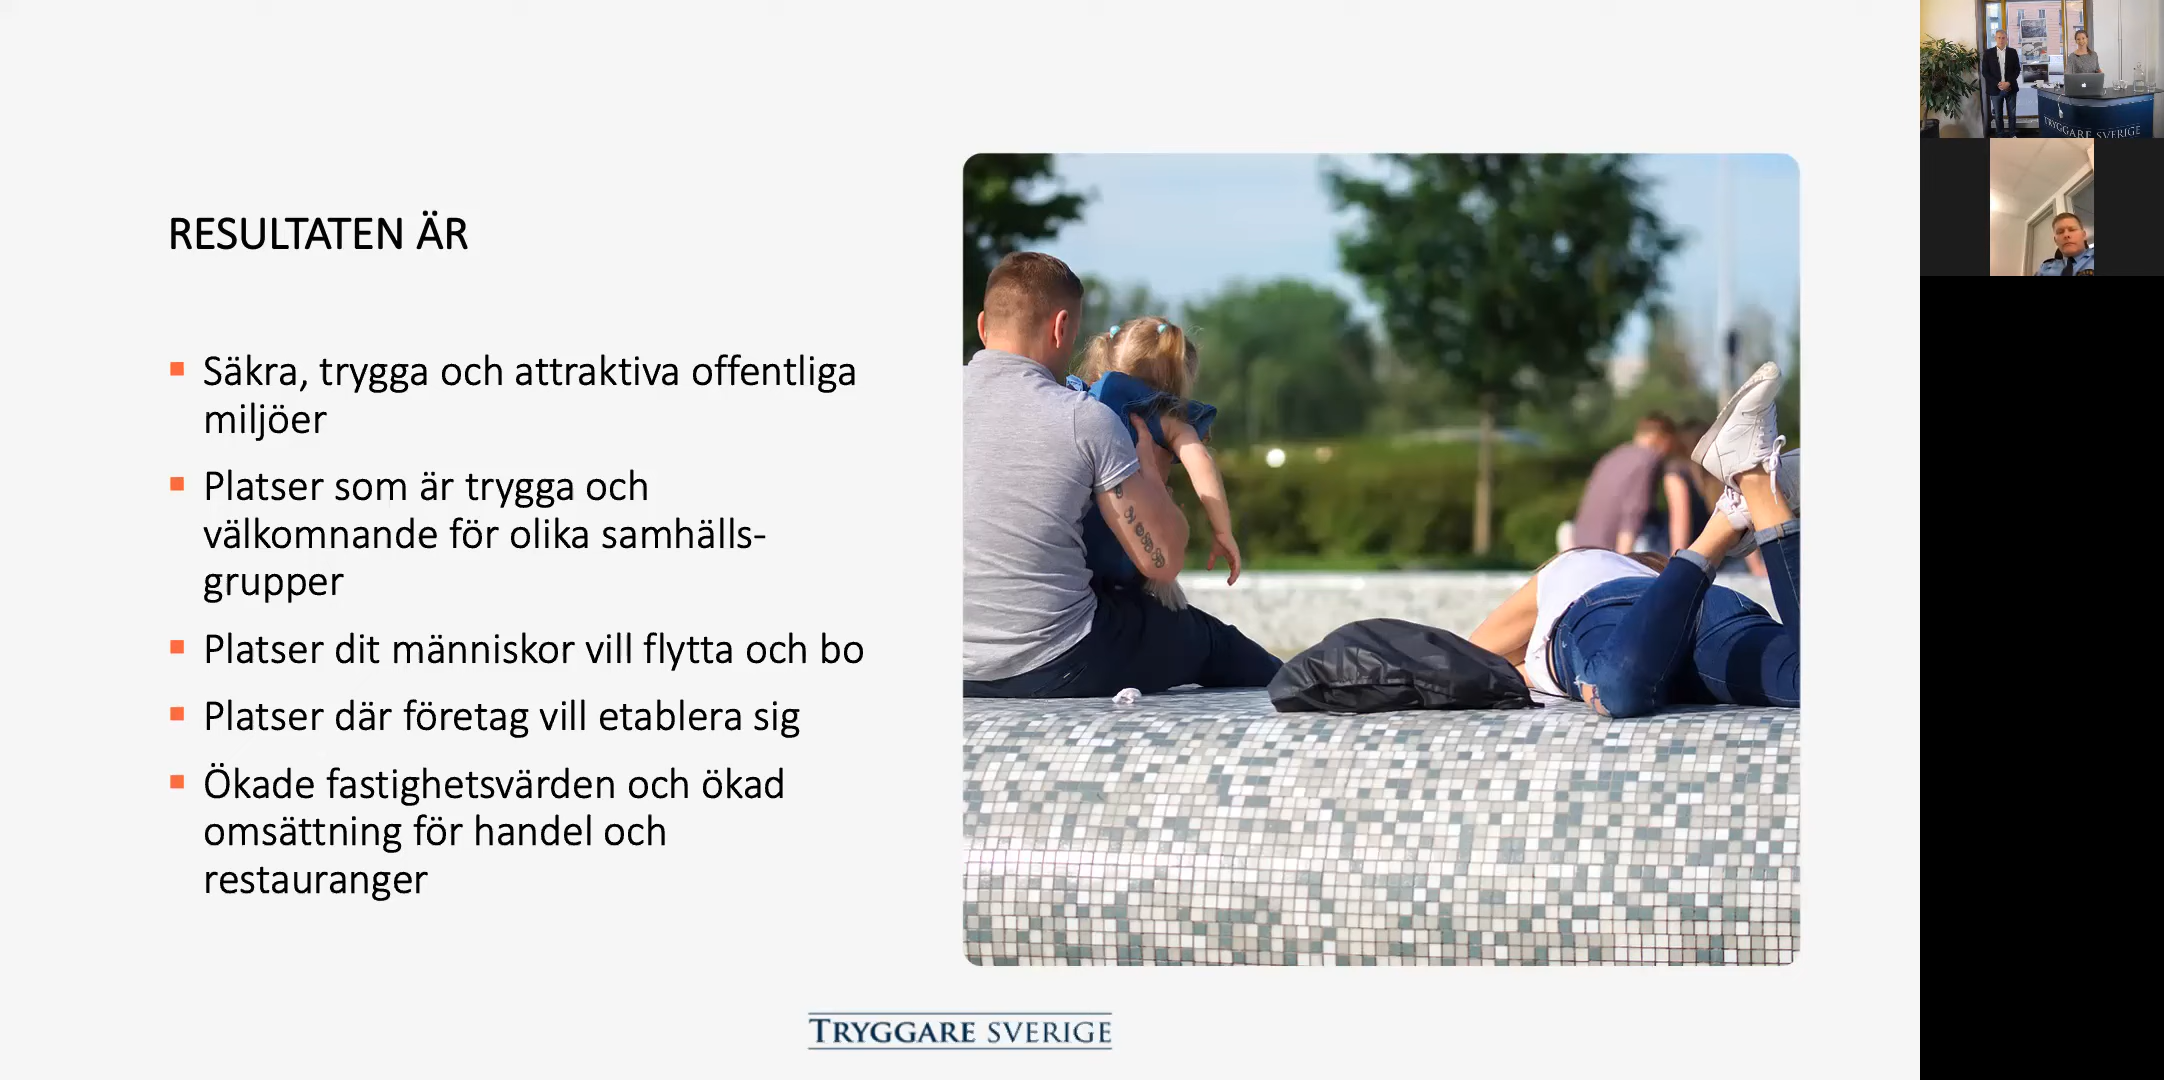 RESULTATEN ÄR
Säkra, trygga och attraktiva offentliga
miljöer
Platser som är trygga och
välkomnande för olika samhälls-
grupper
Platser dit människor vill flytta och bo
Platser där företag vill etablera sig
Ökade fastighetsvärden och ökad
omsättning för handel och
restauranger
TRYGGARE SVERIGE
TRYGGARE SVERIGE